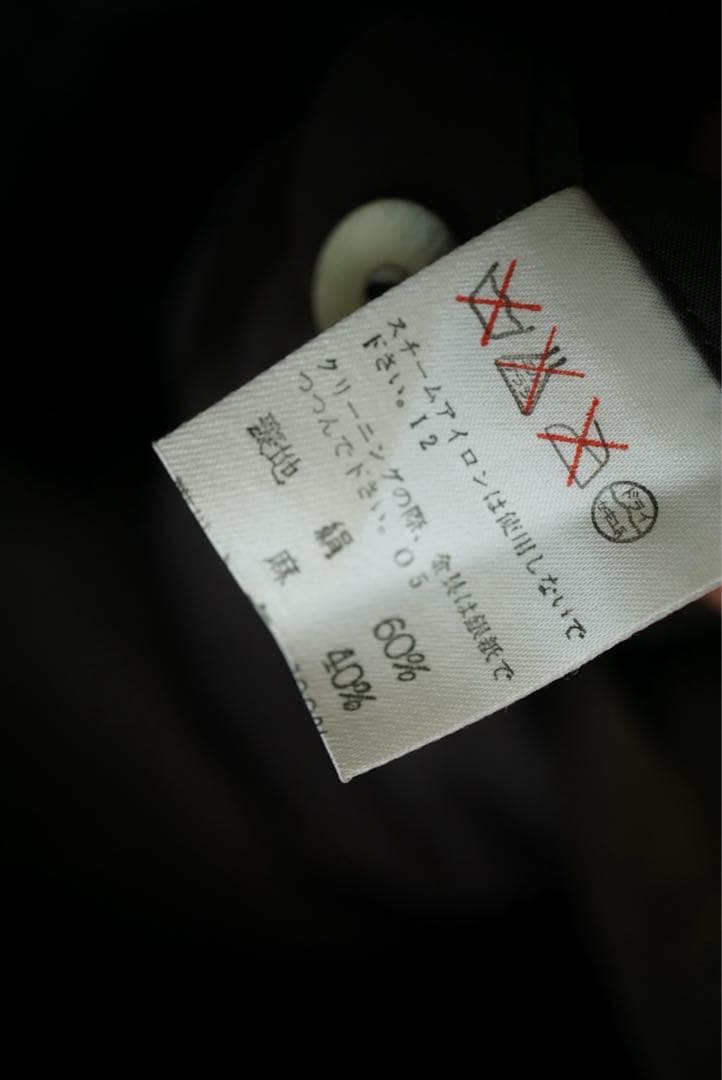 ドライ
スチームアイロンは使用しないで
下さい。12
クリーニングの際、金具は銀紙で
つつんで下さい。05
表地 絹 60%
麻 40%